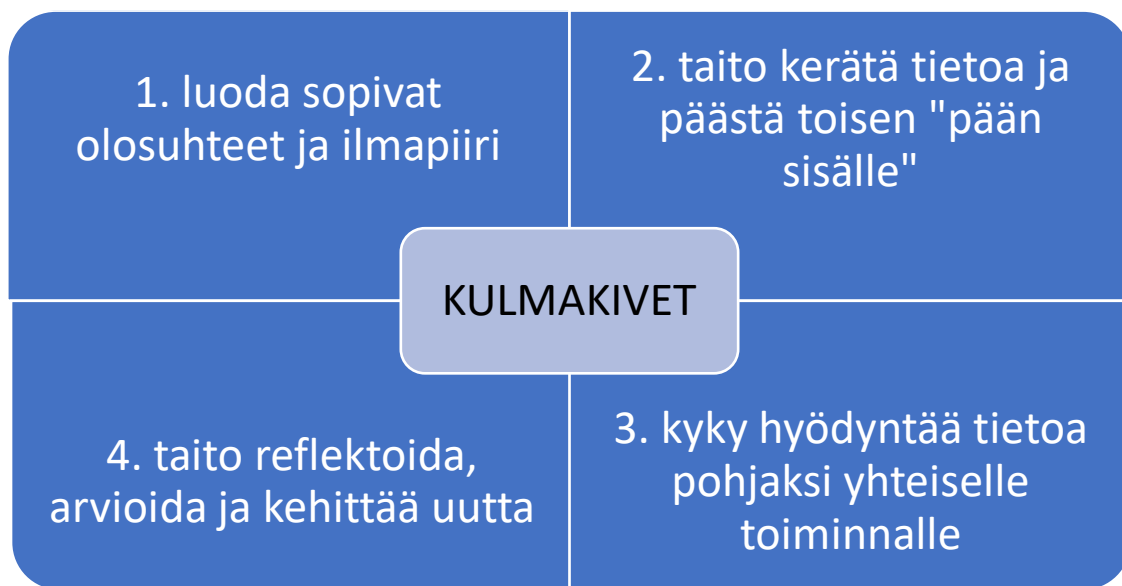 1. luoda sopivat
olosuhteet ja ilmapiiri
2. taito kerätä tietoa ja
päästä toisen "pään
sisälle"
KULMAKIVET
3. kyky hyödyntää tietoa
pohjaksi yhteiselle
toiminnalle
4. taito reflektoida,
arvioida ja kehittää uutta